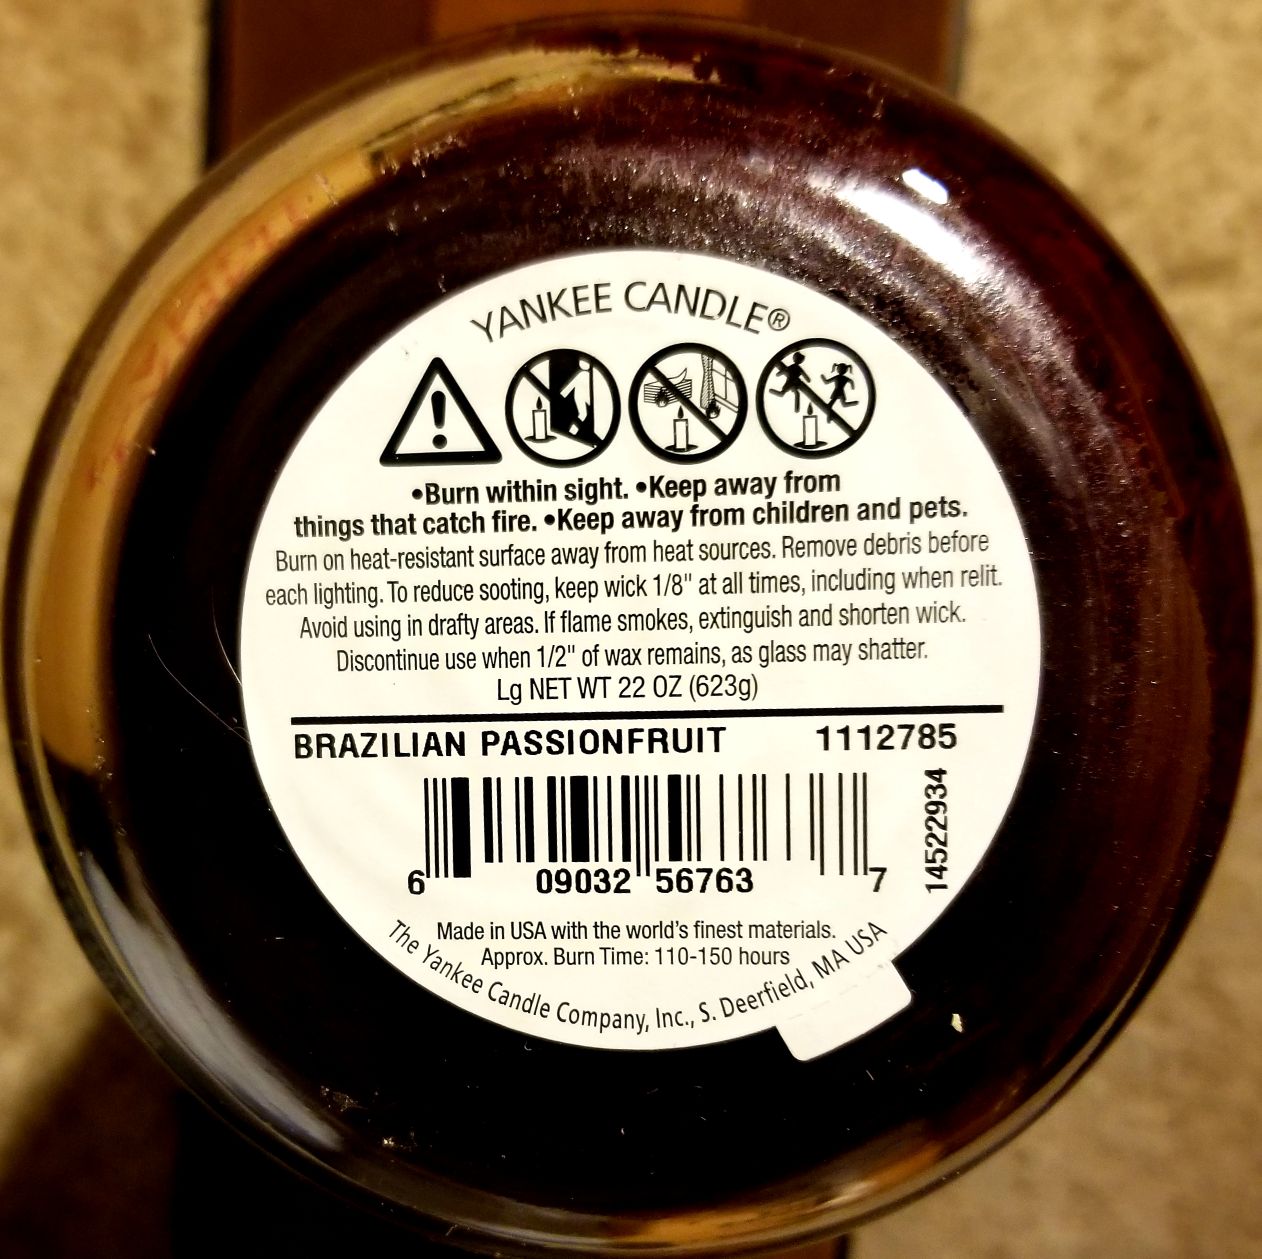 YANKEE CANDLE®
•Burn within sight. •Keep away from
things that catch fire. •Keep away from children and pets.
Burn on heat-resistant surface away from heat sources. Remove debris before
each lighting. To reduce sooting, keep wick 1/8" at all times, including when relit.
Avoid using in drafty areas. If flame smokes, extinguish and shorten wick.
Discontinue use when 1/2" of wax remains, as glass may shatter.
Lg NET WT 22 OZ (623g)
BRAZILIAN PASSIONFRUIT 1112785
14522934
6 09032 56763 7
Made in USA with the world's finest materials.
Approx. Burn Time: 110-150 hours
The Yankee Candle Company, Inc., S. Deerfield, MA USA